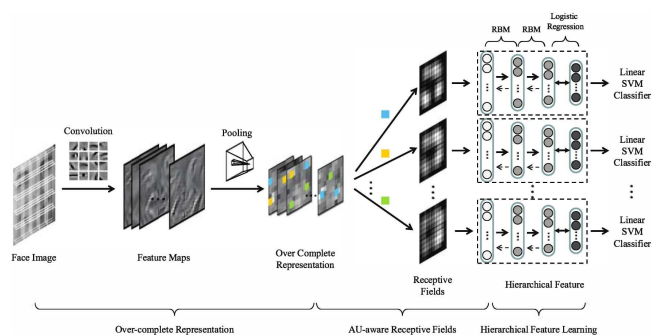 Logistic
Regression
RBM
RBM
Linear
SVM
Classifier
Convolution
Pooling
Linear
SVM
Classifier
Linear
SVM
Classifier
Face Image
Feature Maps
Over Complete
Representation
Receptive
Fields
Hierarchical Feature
Over-complete Representation
AU-aware Receptive Fields
Hierarchical Feature Learning